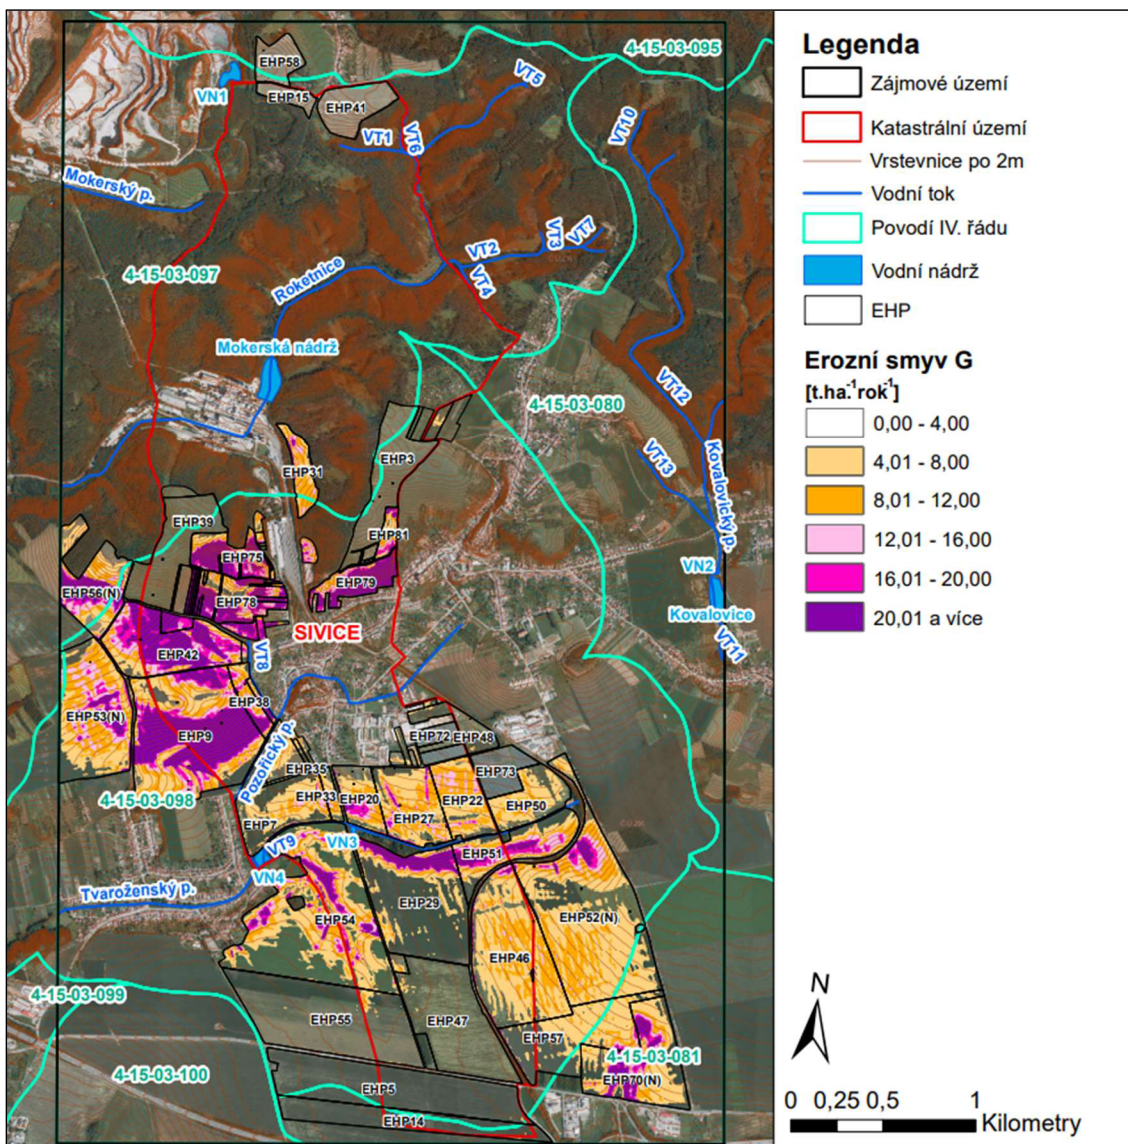 4-15-03-095
EHP58
VN1
EHP15
EHP41
VT5
VT10
VT1
VT6
Mokerský p.
VT3
VT7
VT2
4-15-03-097
Roketnice
VT4
Mokerská nádrž
VT12
4-15-03-080
EHP3
EHP31
VT13
Kovalovický p.
EHP39
EHP81
EHP75
VN2
EHP56(N)
EHP79
EHP78
Kovalovice
SIVICE
VT11
EHP42
VT8
EHP38
EHP53(N)
EHP9
EHP72
EHP48
Pozořický p.
EHP35
EHP73
4-15-03-098
EHP33
EHP20
EHP22
EHP50
EHP7
EHP27
VT9
VN3
EHP51
VN4
Tvaroženský p.
EHP29
EHP54
EHP52(N)
EHP46
4-15-03-099
EHP55
EHP47
EHP57
4-15-03-081
4-15-03-100
EHP70(N)
EHP5
EHP14
Legenda
Zájmové území
Katastrální území
Vrstevnice po 2m
Vodní tok
Povodí IV. řádu
Vodní nádrž
EHP
Erozní smyv G
[t.ha.⁻¹rok⁻¹]
0,00 - 4,00
4,01 - 8,00
8,01 - 12,00
12,01 - 16,00
16,01 - 20,00
20,01 a více
N
0 0,25 0,5 1
Kilometry